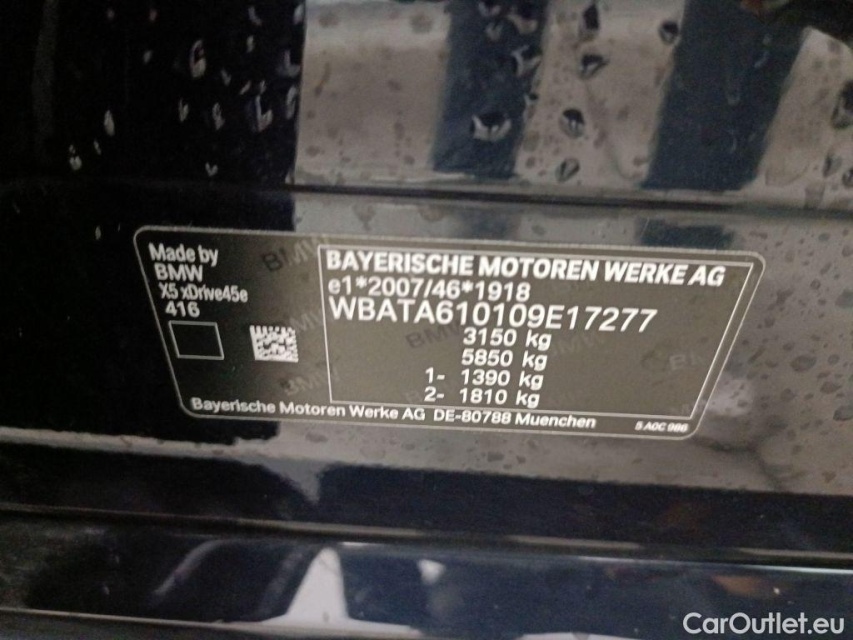 Made by
BMW
X5 xDrive45e
416
BAYERISCHE MOTOREN WERKE AG
e1*2007/46*1918
WBATA610109E17277
3150 kg
5850 kg
1- 1390 kg
2- 1810 kg
Bayerische Motoren Werke AG DE-80788 Muenchen
5 A0C 986
CarOutlet.eu